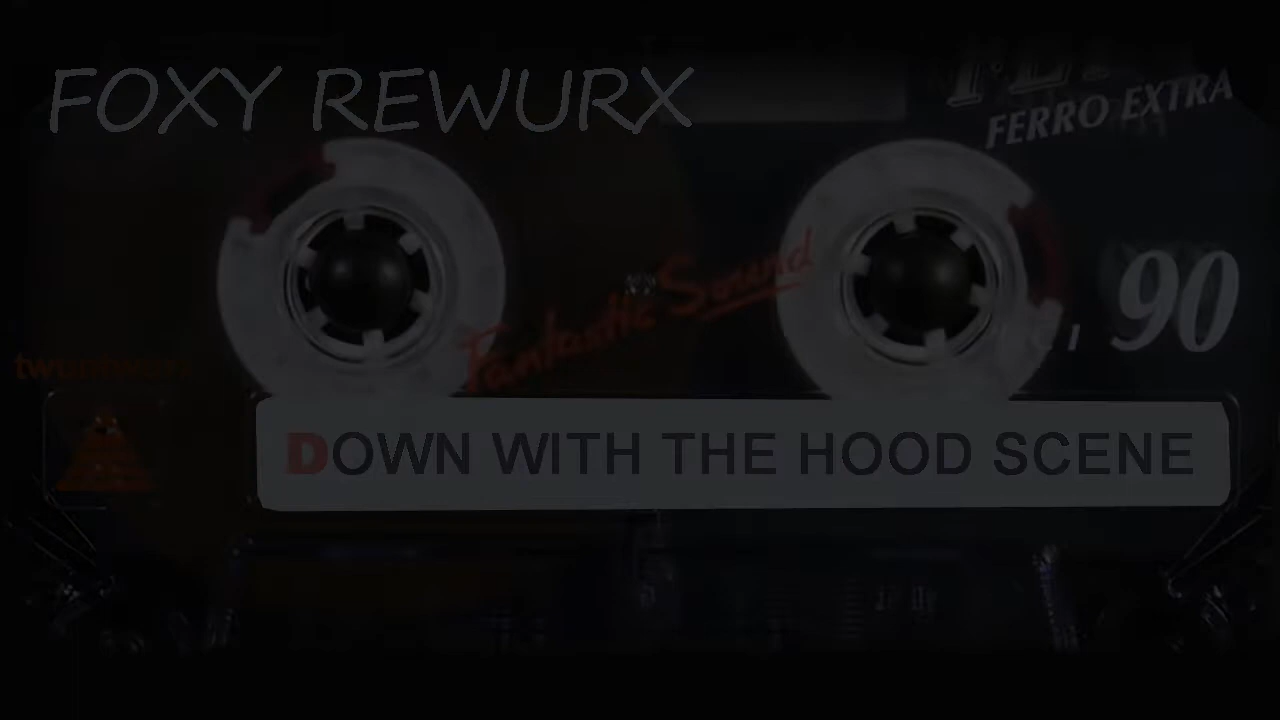 FOXY REWURX
FERRO EXTRA
Fantastic Sound
I 90
DOWN WITH THE HOOD SCENE